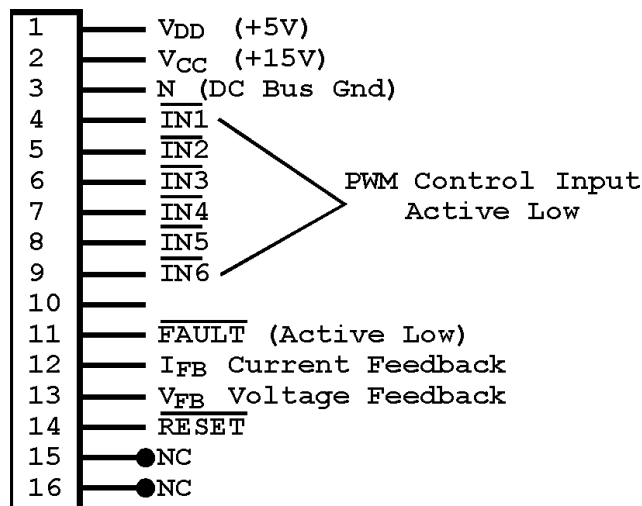 1 VDD (+5V)
2 VCC (+15V)
3 N (DC Bus Gnd)
4 IN1
5 IN2
6 IN3
7 IN4
8 IN5
9 IN6
PWM Control Input
Active Low
10
11 FAULT (Active Low)
12 IFB Current Feedback
13 VFB Voltage Feedback
14 RESET
15 NC
16 NC